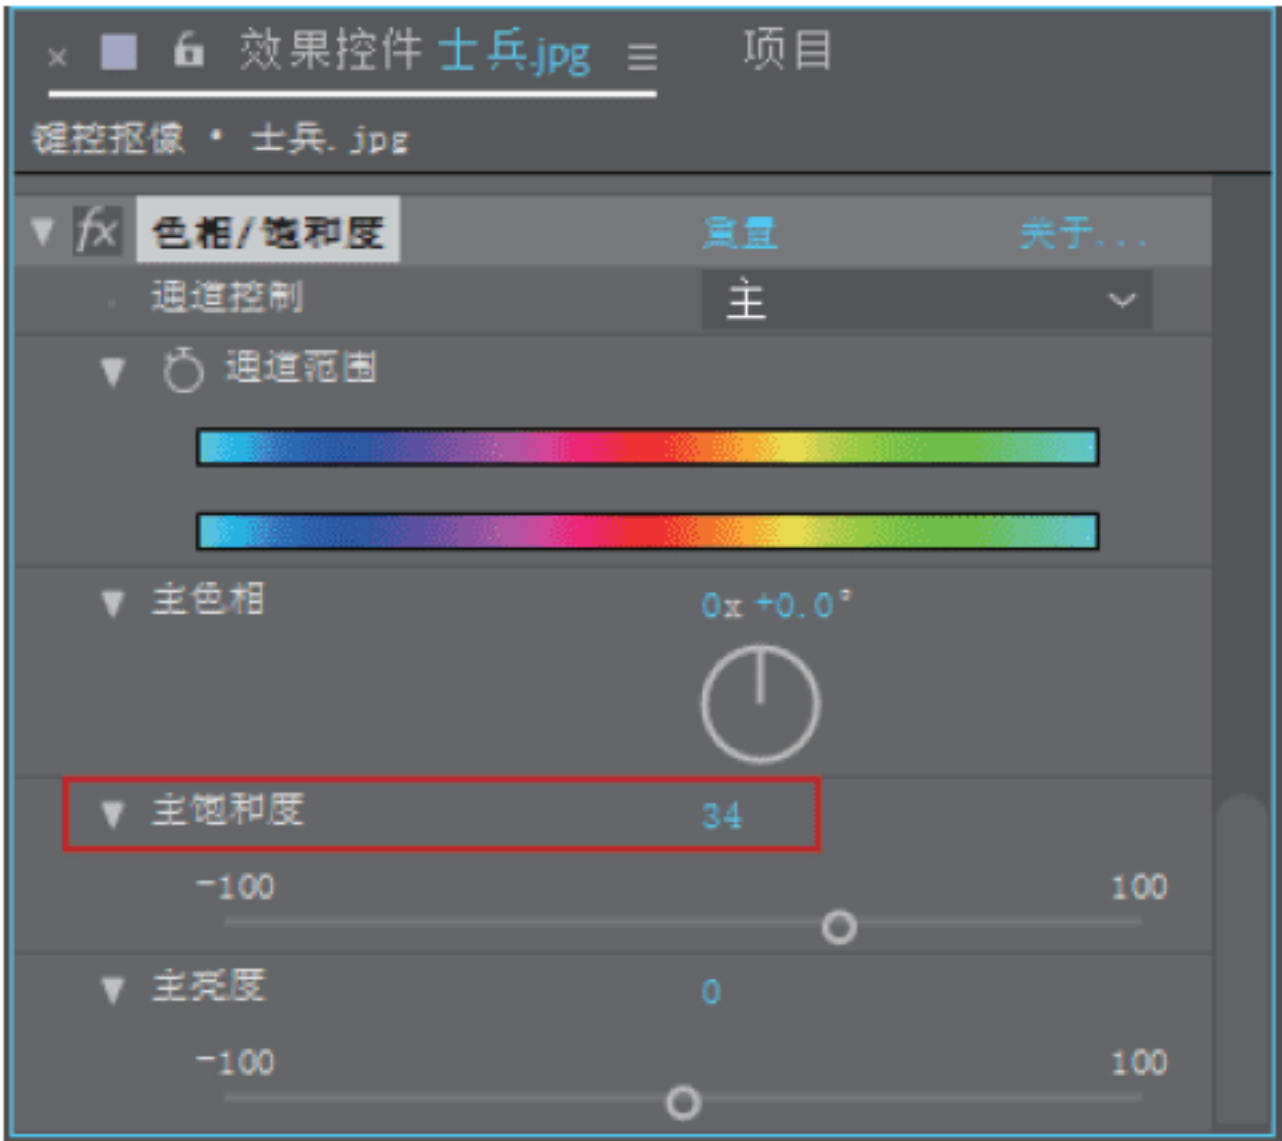 × 效果控件 士兵.jpg ≡ 项目
键控抠像 • 士兵.jpg
fx 色相/饱和度 重置 关于...
通道控制 主
通道范围
主色相 0x +0.0°
主饱和度 34
-100 100
主亮度 0
-100 100